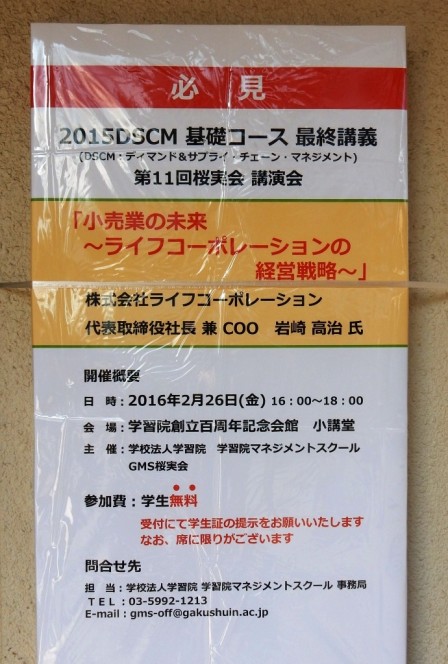 必見
2015DSCM 基礎コース 最終講義
(DSCM:ディマンド&サプライ・チェーン・マネジメント)
第11回桜実会 講演会
「小売業の未来
～ライフコーポレーションの
経営戦略～」
株式会社ライフコーポレーション
代表取締役社長 兼 COO 岩崎 高治 氏
開催概要
日 時:2016年2月26日(金) 16:00～18:00
会 場:学習院創立百周年記念会館 小講堂
主 催:学校法人学習院 学習院マネジメントスクール
GMS桜実会
参加費:学生無料
受付にて学生証の提示をお願いいたします
なお、席に限りがございます
問合せ先
担 当:学校法人学習院 学習院マネジメントスクール 事務局
TEL:03-5992-1213
E-mail:gms-off@gakushuin.ac.jp